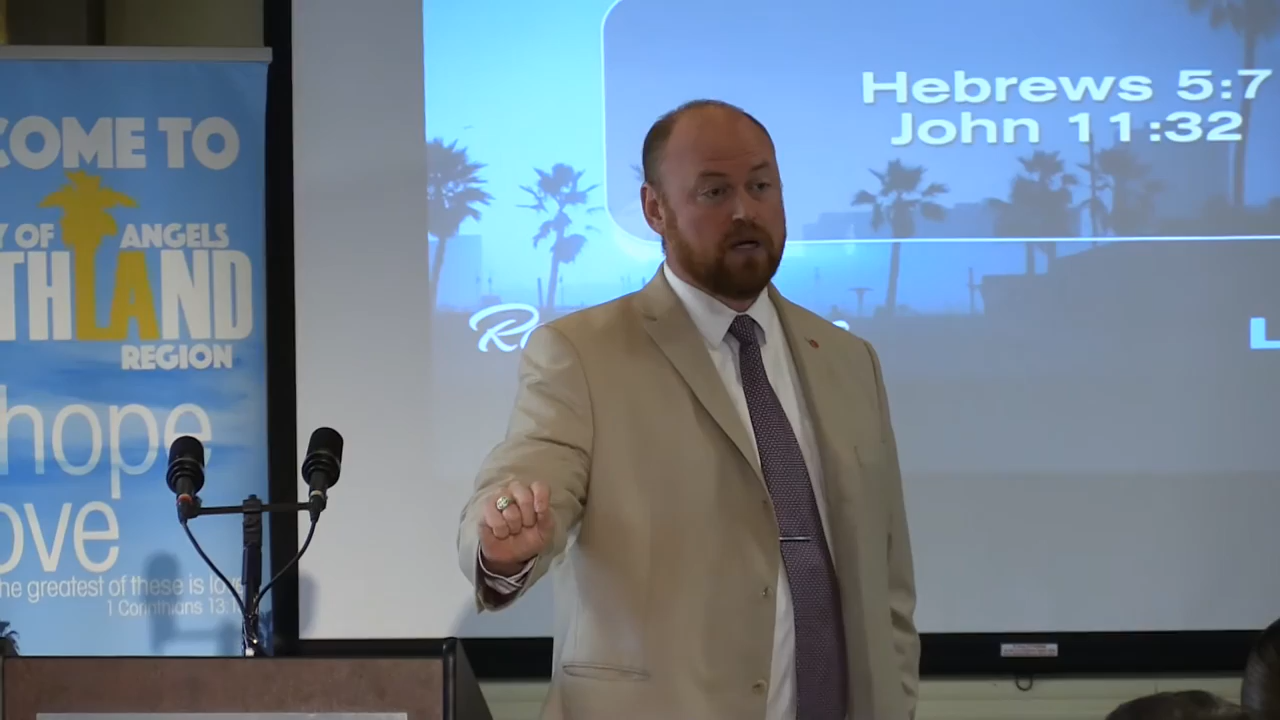 COME TO
Y OF ANGELS
THLAND
REGION
hope
ove
he greatest of these is lov
1 Corinthians 13:1
Hebrews 5:7
John 11:32
R
L